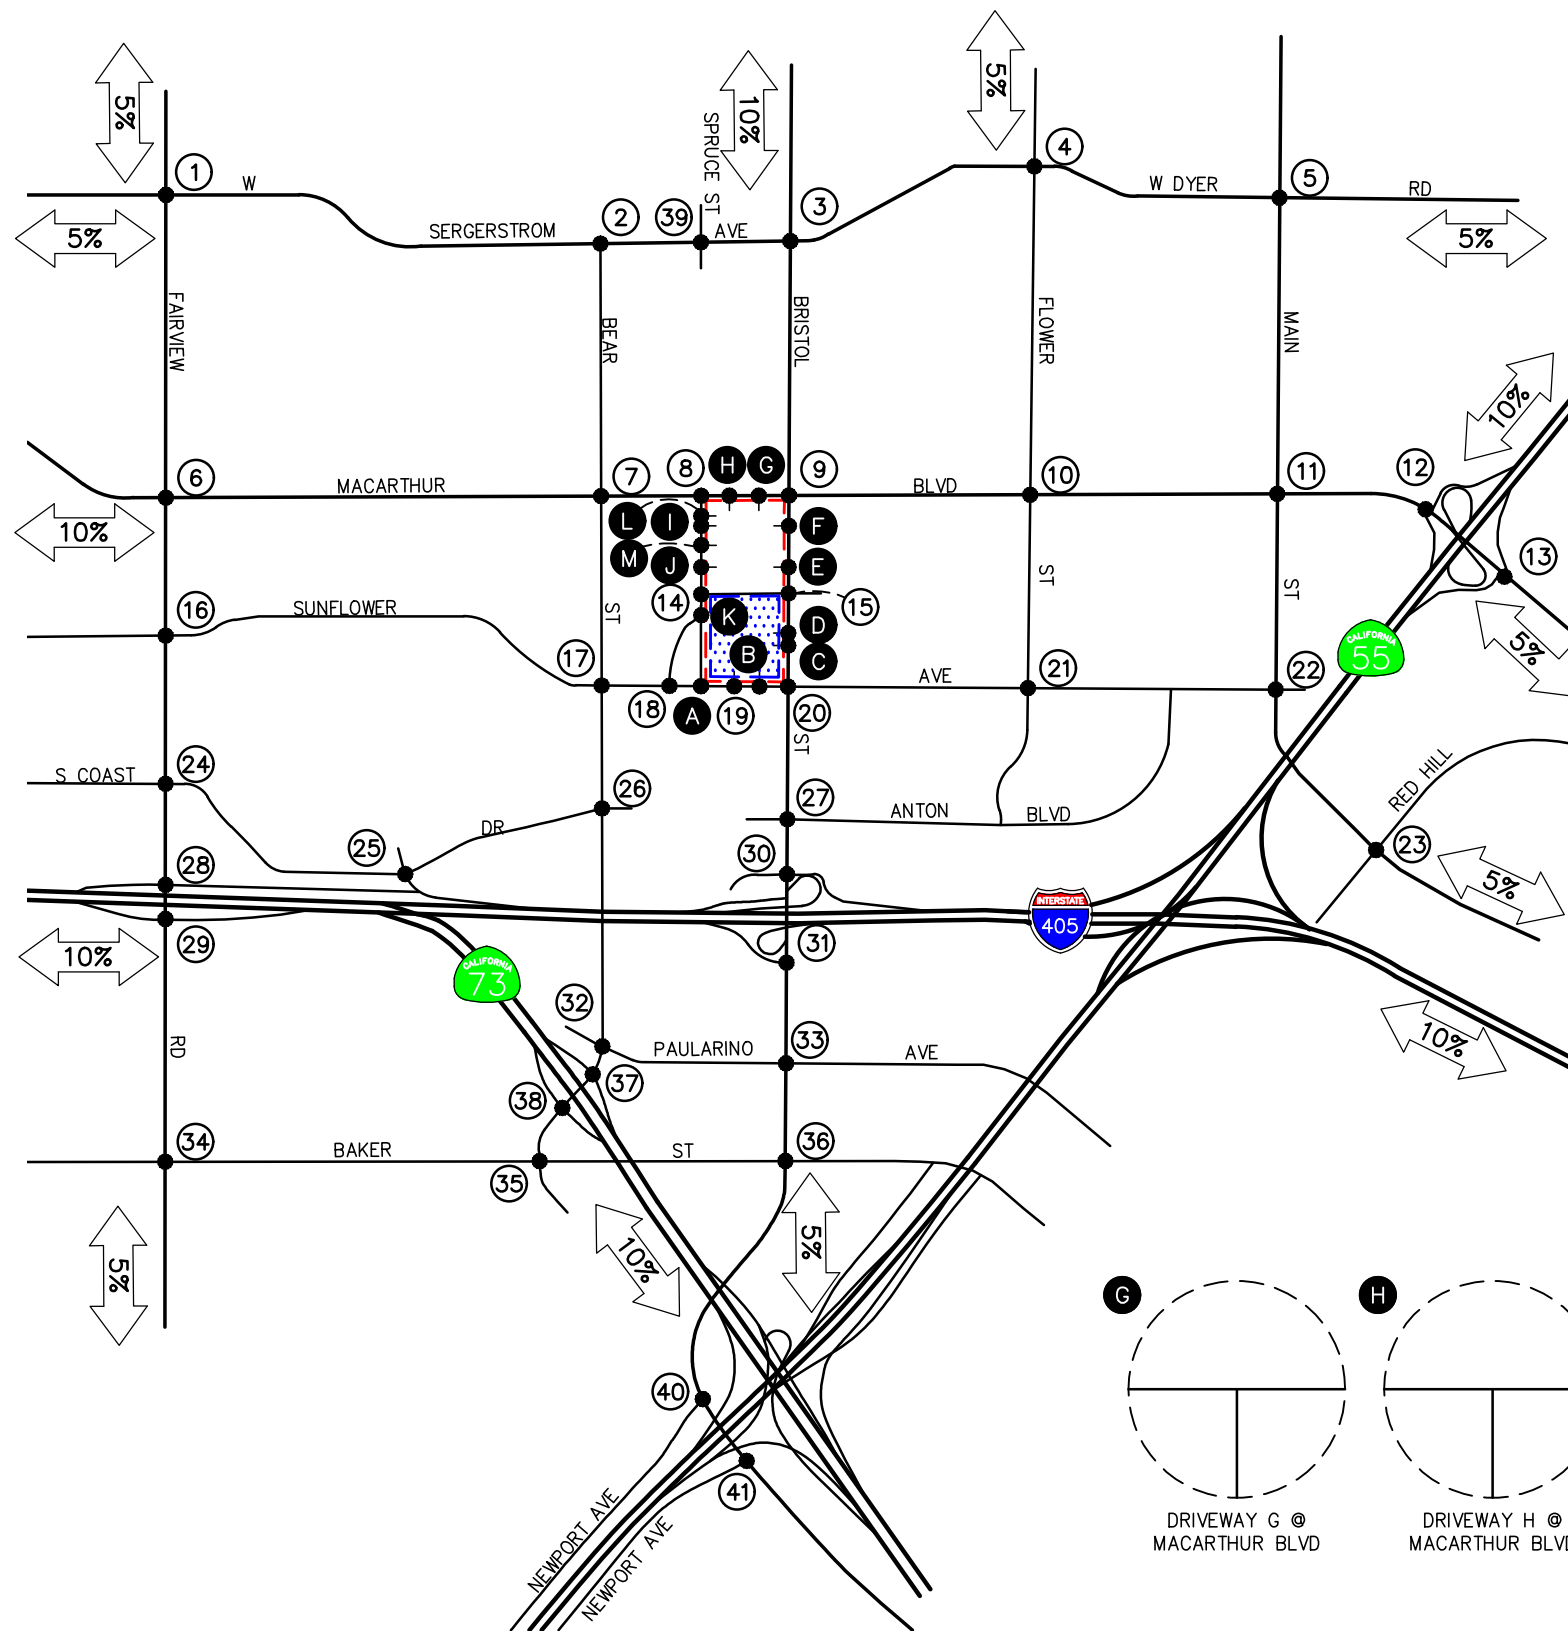 5%
10%
5%
SPRUCE ST
1
4
5
W
W DYER
RD
2
39
3
SERGERSTROM
AVE
5%
5%
FAIRVIEW
BEAR
BRISTOL
FLOWER
MAIN
10%
6
MACARTHUR
7
8
H
G
9
BLVD
10
11
12
10%
L
I
F
M
J
E
13
16
SUNFLOWER
ST
14
K
15
D
ST
ST
17
B
C
5%
CALIFORNIA
55
AVE
21
22
18
A
19
20
ST
24
S COAST
26
27
ANTON
BLVD
RED HILL
DR
25
28
30
23
5%
INTERSTATE
405
10%
29
31
CALIFORNIA
73
32
RD
PAULARINO
33
AVE
10%
37
38
34
BAKER
ST
36
35
5%
10%
5%
G
H
40
41
NEWPORT AVE
NEWPORT AVE
DRIVEWAY G @
MACARTHUR BLVD
DRIVEWAY H @
MACARTHUR BLVD